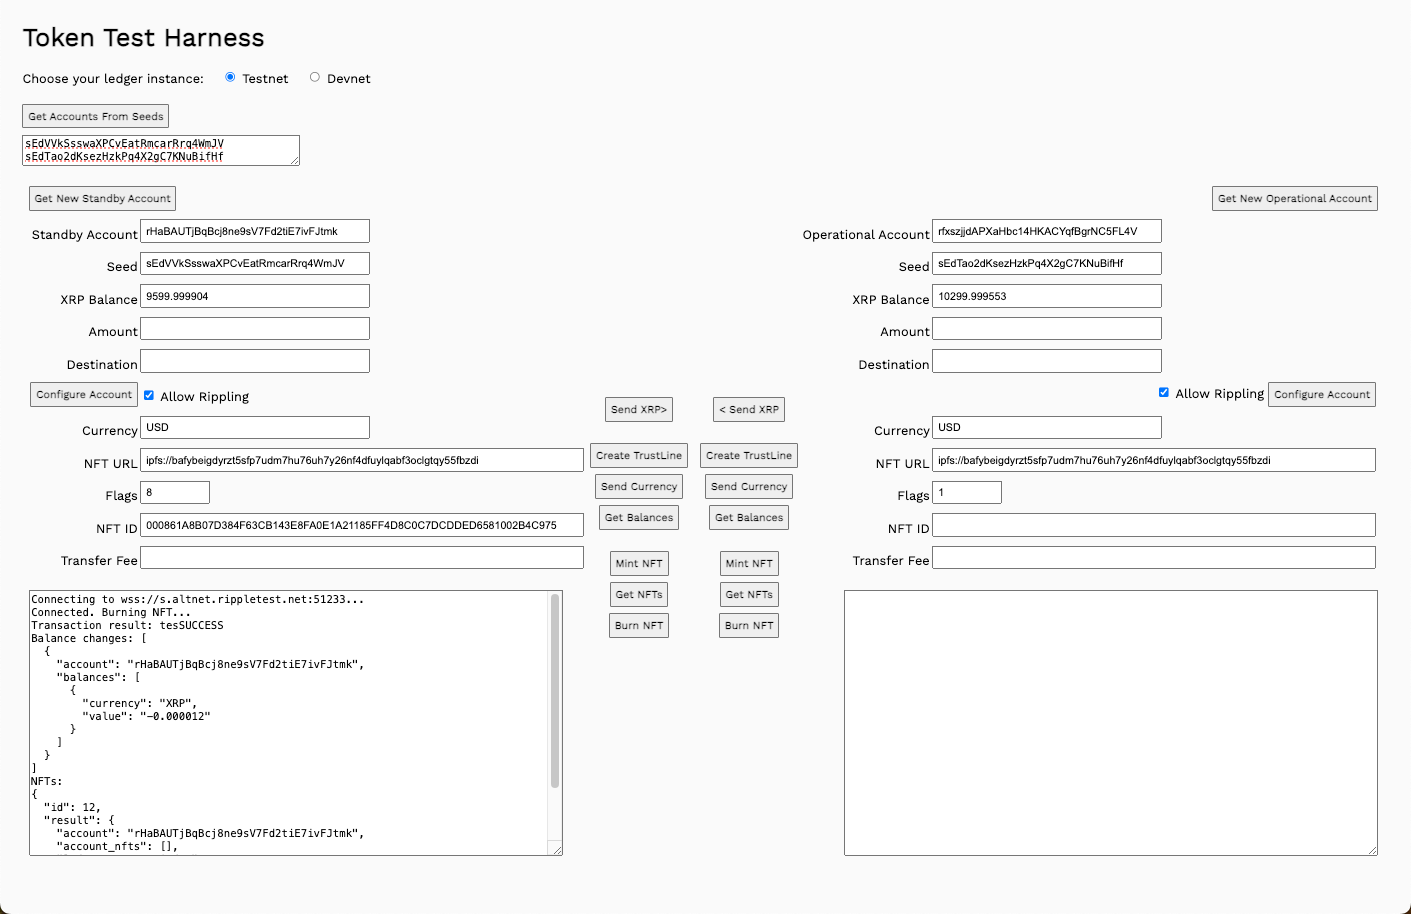 Token Test Harness
Choose your ledger instance: Testnet Devnet
Get Accounts From Seeds
sEdVVkSsswaXPCvEatRmcarRrq4WmJV
sEdTao2dKsezHzkPq4X2gC7KNuBifHf
Get New Standby Account
Get New Operational Account
Standby Account rHaBAUTjBqBcj8ne9sV7Fd2tiE7ivFJtmk
Seed sEdVVkSsswaXPCvEatRmcarRrq4WmJV
XRP Balance 9599.999904
Amount
Destination
Configure Account Allow Rippling
Currency USD
NFT URL ipfs://bafybeigdyrzt5sfp7udm7hu76uh7y26nf4dfuylqabf3oclgtqy55fbzdi
Flags 8
NFT ID 000861A8B07D384F63CB143E8FA0E1A21185FF4D8C0C7DCDDED6581002B4C975
Transfer Fee
Send XRP> < Send XRP
Create TrustLine Create TrustLine
Send Currency Send Currency
Get Balances Get Balances
Mint NFT Mint NFT
Get NFTs Get NFTs
Burn NFT Burn NFT
Operational Account rfxszjjdAPXaHbc14HKACYqfBgrNC5FL4V
Seed sEdTao2dKsezHzkPq4X2gC7KNuBifHf
XRP Balance 10299.999553
Amount
Destination
Allow Rippling Configure Account
Currency USD
NFT URL ipfs://bafybeigdyrzt5sfp7udm7hu76uh7y26nf4dfuylqabf3oclgtqy55fbzdi
Flags 1
NFT ID
Transfer Fee
Connecting to wss://s.altnet.rippletest.net:51233...
Connected. Burning NFT...
Transaction result: tesSUCCESS
Balance changes: [
{
"account": "rHaBAUTjBqBcj8ne9sV7Fd2tiE7ivFJtmk",
"balances": [
{
"currency": "XRP",
"value": "-0.000012"
}
]
}
]
NFTs:
{
"id": 12,
"result": {
"account": "rHaBAUTjBqBcj8ne9sV7Fd2tiE7ivFJtmk",
"account_nfts": [],